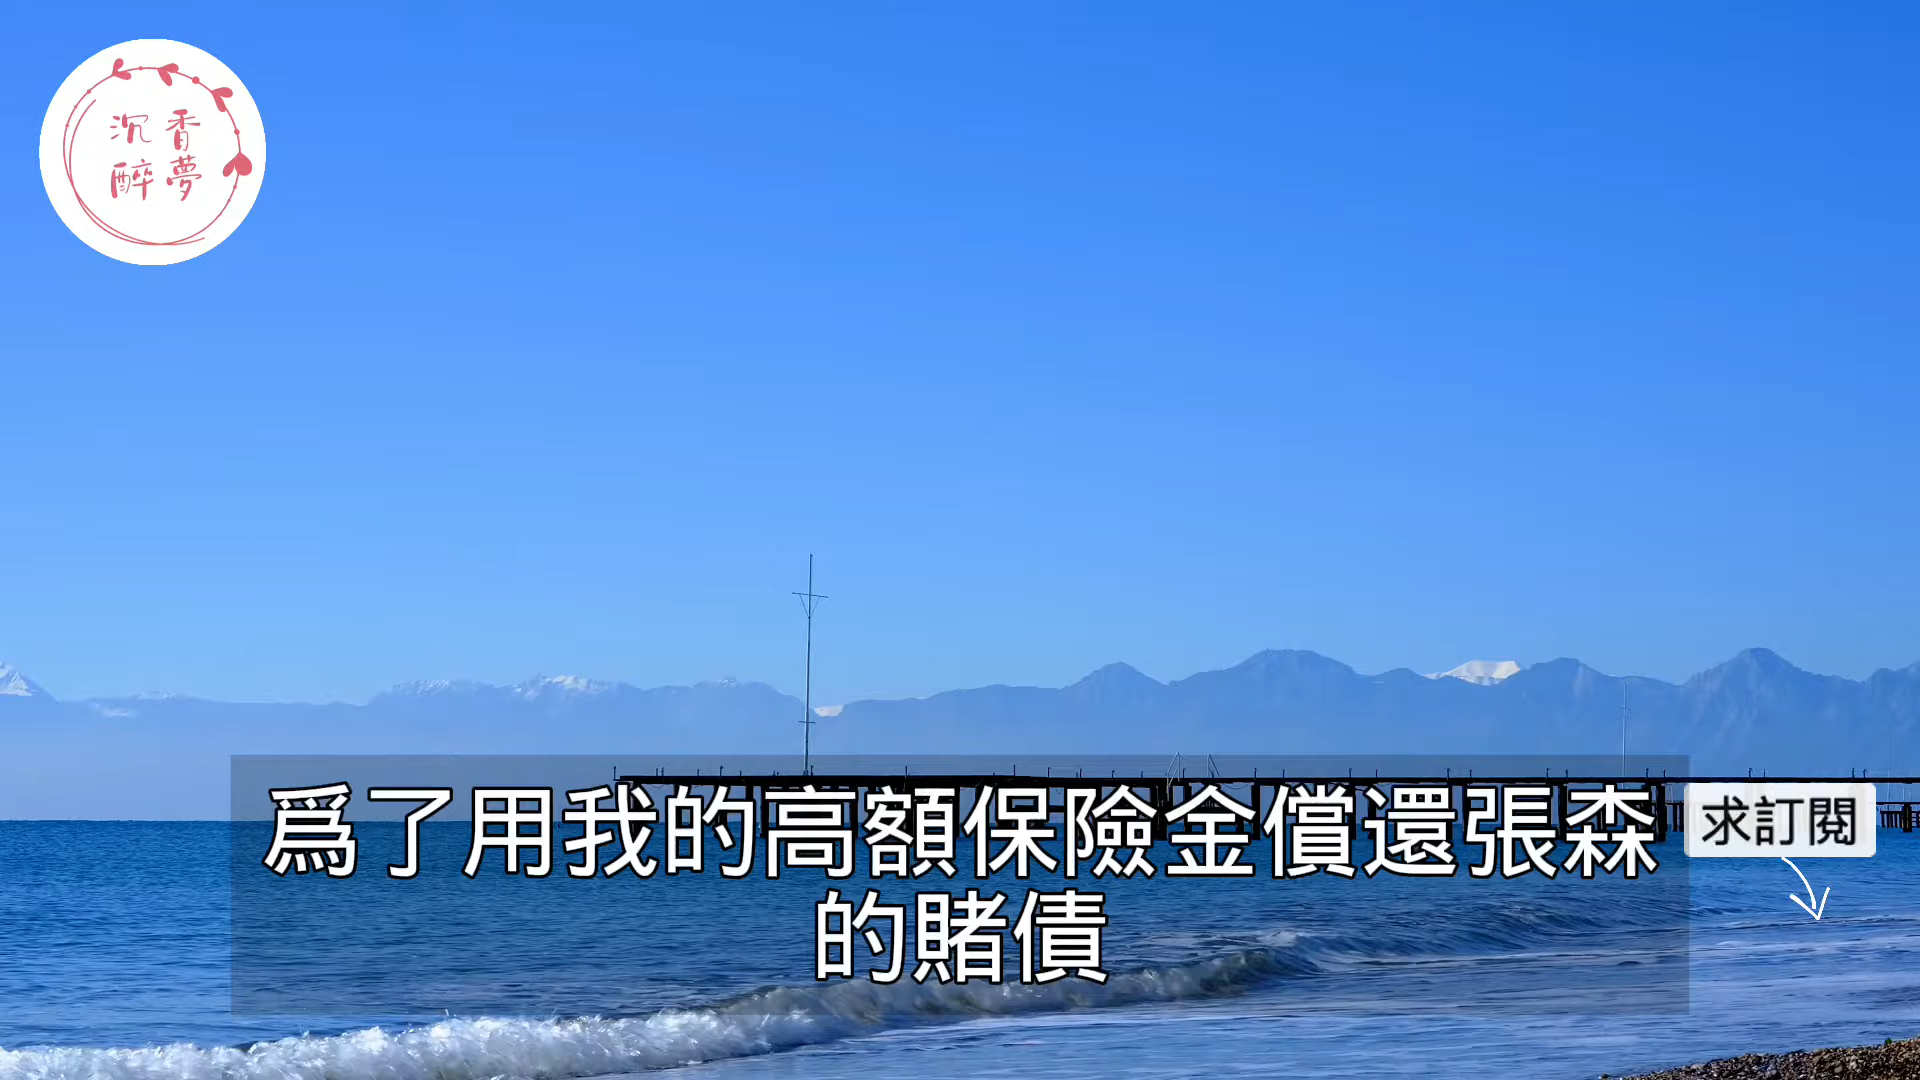 沉香
醉夢
爲了用我的高額保險金償還張森
的賭債
求訂閱